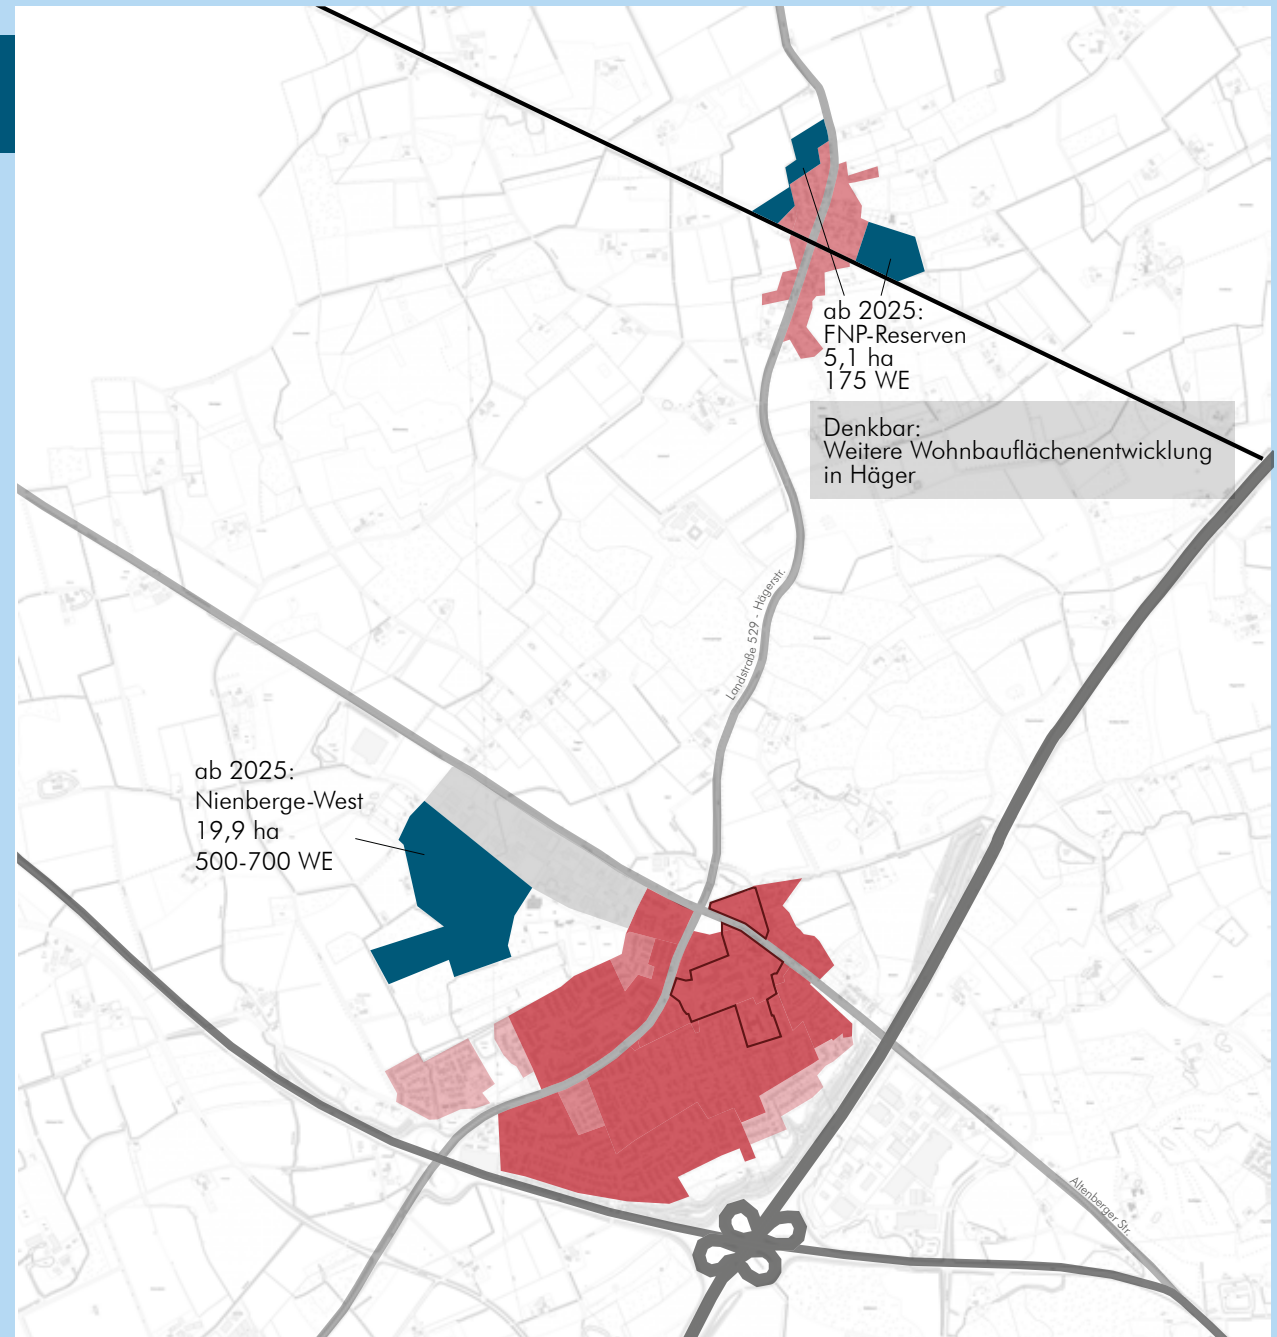 ab 2025:
FNP-Reserven
5,1 ha
175 WE
Denkbar:
Weitere Wohnbauflächenentwicklung
in Häger
Landstraße 529 - Hägerstr.
ab 2025:
Nienberge-West
19,9 ha
500-700 WE
Altenberger Str.